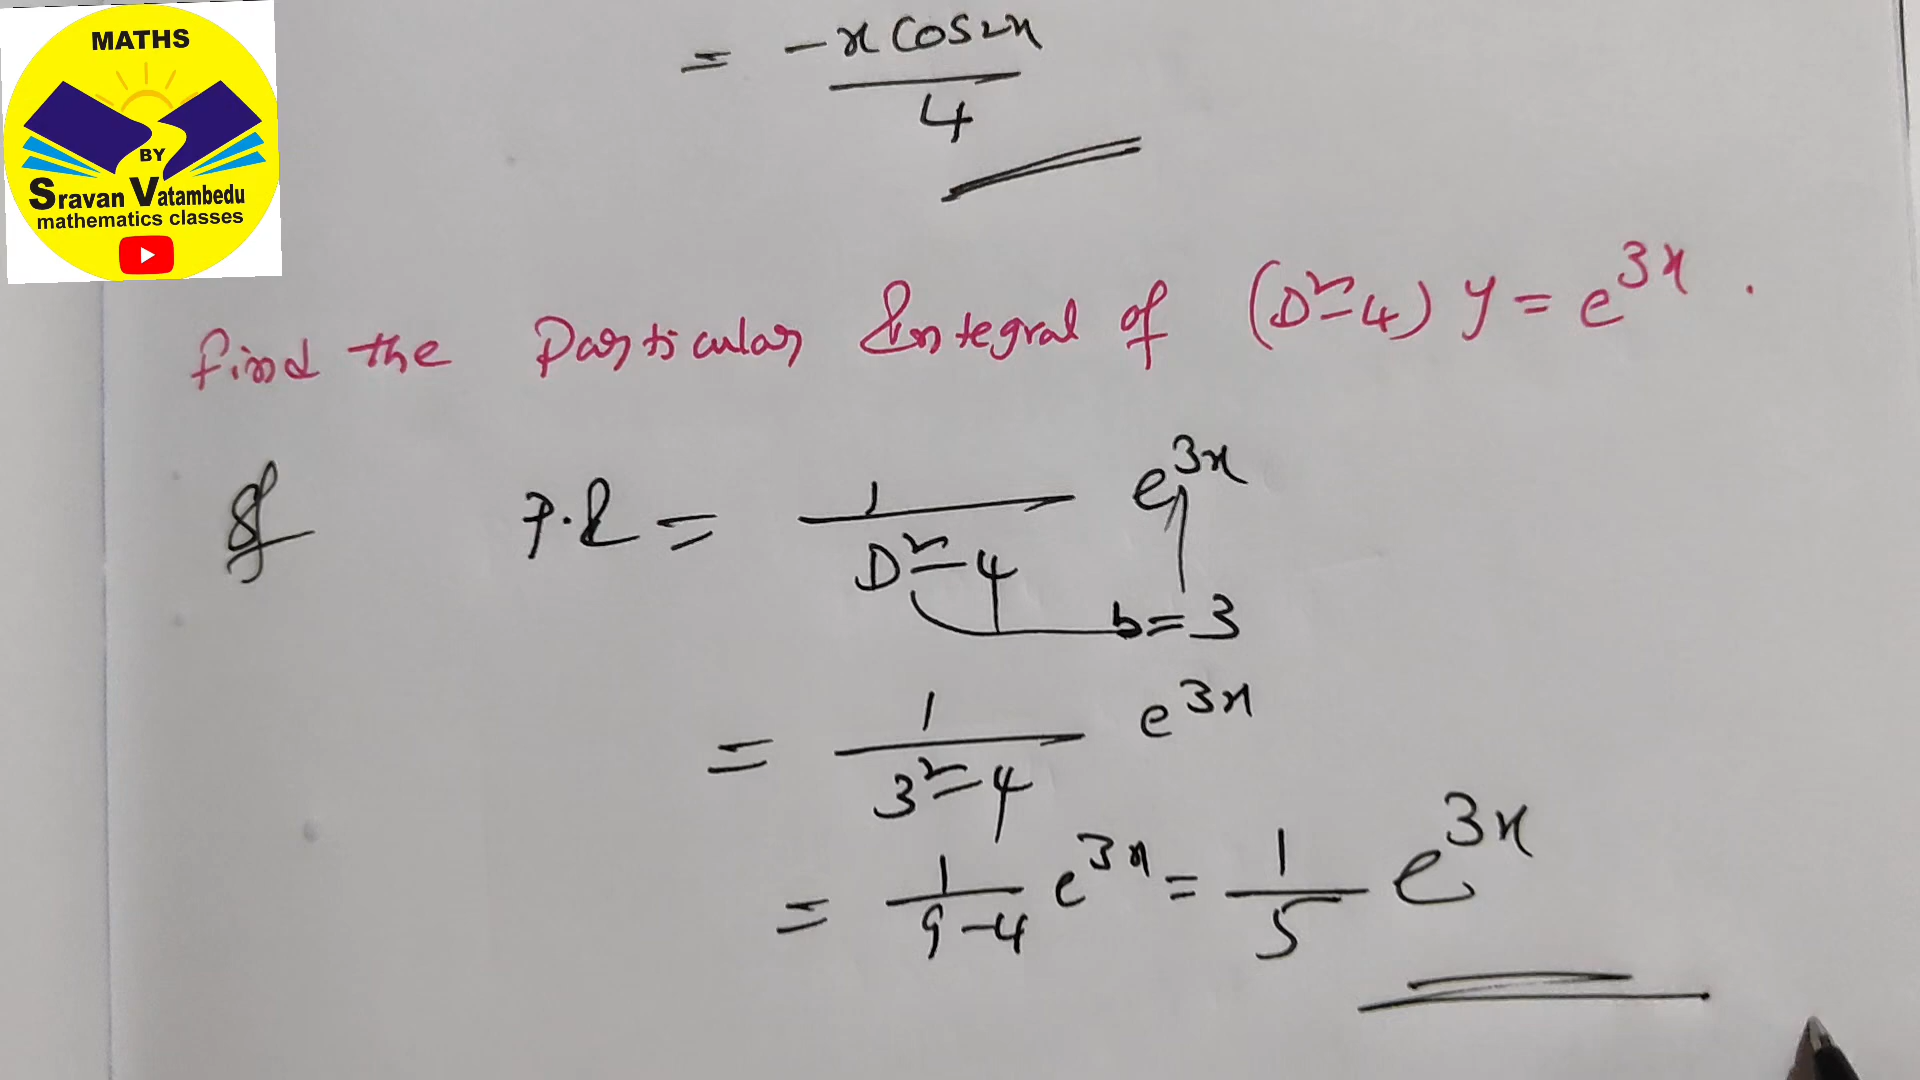 MATHS
BY
Sravan Vatambedu
mathematics classes
= -x cos2x / 4
Find the Particular Integral of (D²-4) y = e^3x .
Sol P.I = 1 / D²-4 e^3x
b = 3
= 1 / 3²-4 e^3x
= 1 / 9-4 e^3x = 1 / 5 e^3x